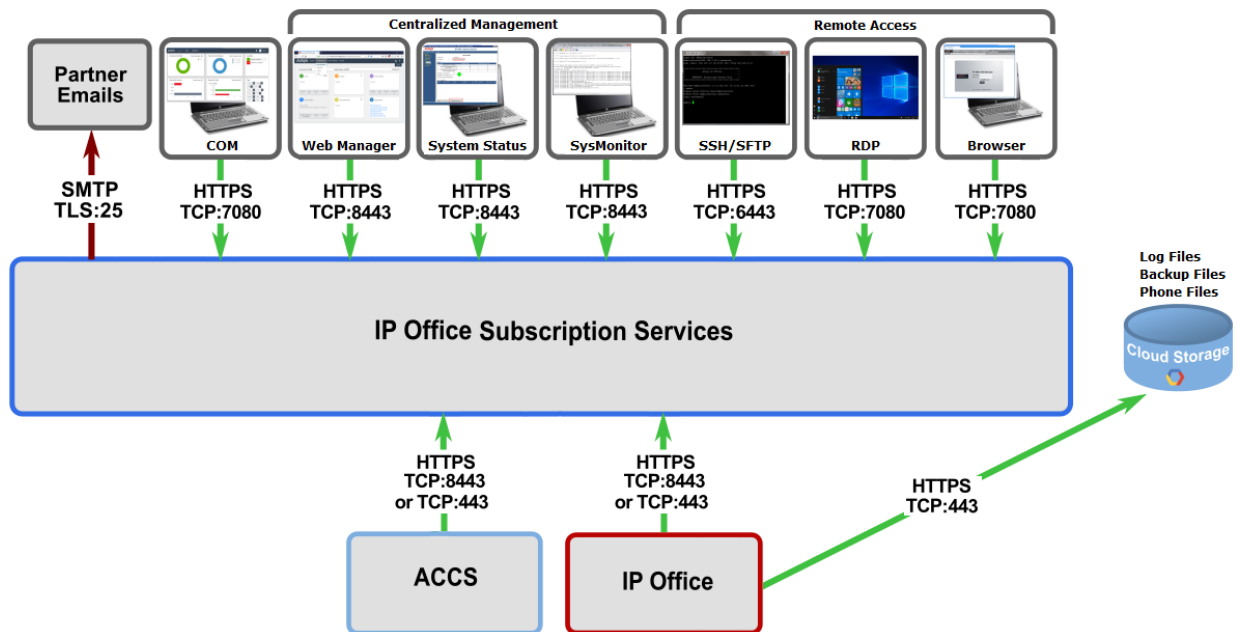 Centralized Management
Remote Access
Partner
Emails
COM
Web Manager
System Status
SysMonitor
SSH/SFTP
RDP
Browser
SMTP
TLS:25
HTTPS
TCP:7080
HTTPS
TCP:8443
HTTPS
TCP:8443
HTTPS
TCP:8443
HTTPS
TCP:6443
HTTPS
TCP:7080
HTTPS
TCP:7080
IP Office Subscription Services
Log Files
Backup Files
Phone Files
Cloud Storage
HTTPS
TCP:8443
or TCP:443
HTTPS
TCP:8443
or TCP:443
HTTPS
TCP:443
ACCS
IP Office